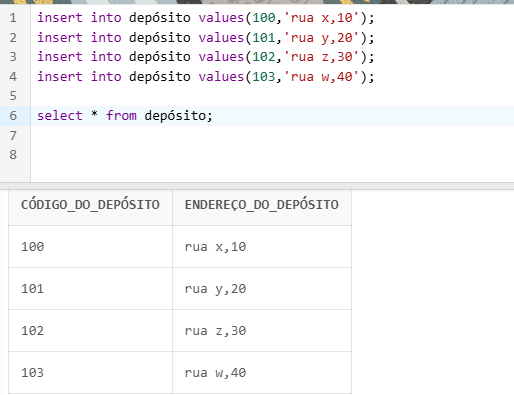 1 insert into depósito values(100,'rua x,10');
2 insert into depósito values(101,'rua y,20');
3 insert into depósito values(102,'rua z,30');
4 insert into depósito values(103,'rua w,40');
5
6 select * from depósito;
7
8
CÓDIGO_DO_DEPÓSITO ENDEREÇO_DO_DEPÓSITO
100 rua x,10
101 rua y,20
102 rua z,30
103 rua w,40